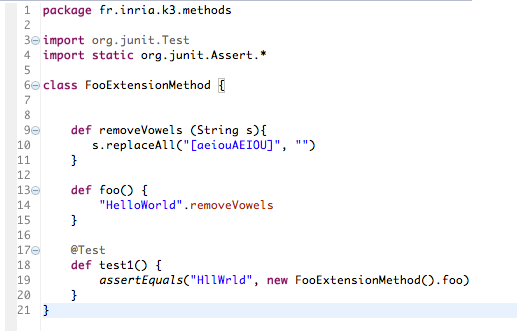 1 package fr.inria.k3.methods
2
3 import org.junit.Test
4 import static org.junit.Assert.*
5
6 class FooExtensionMethod {
7
8
9 def removeVowels (String s){
10 s.replaceAll("[aeiouAEIOU]", "")
11 }
12
13 def foo() {
14 "HelloWorld".removeVowels
15 }
16
17 @Test
18 def test1() {
19 assertEquals("HllWrld", new FooExtensionMethod().foo)
20 }
21 }